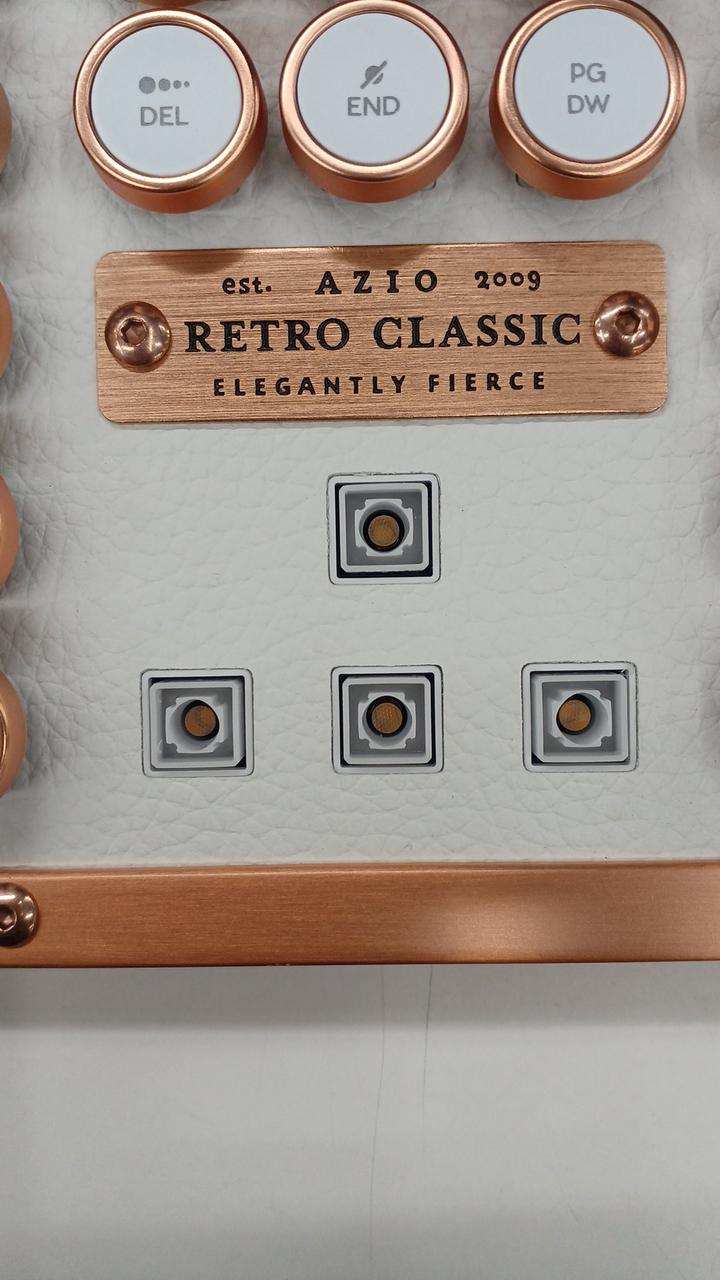 DEL
END
PG
DW
est. AZIO 2009
RETRO CLASSIC
ELEGANTLY FIERCE